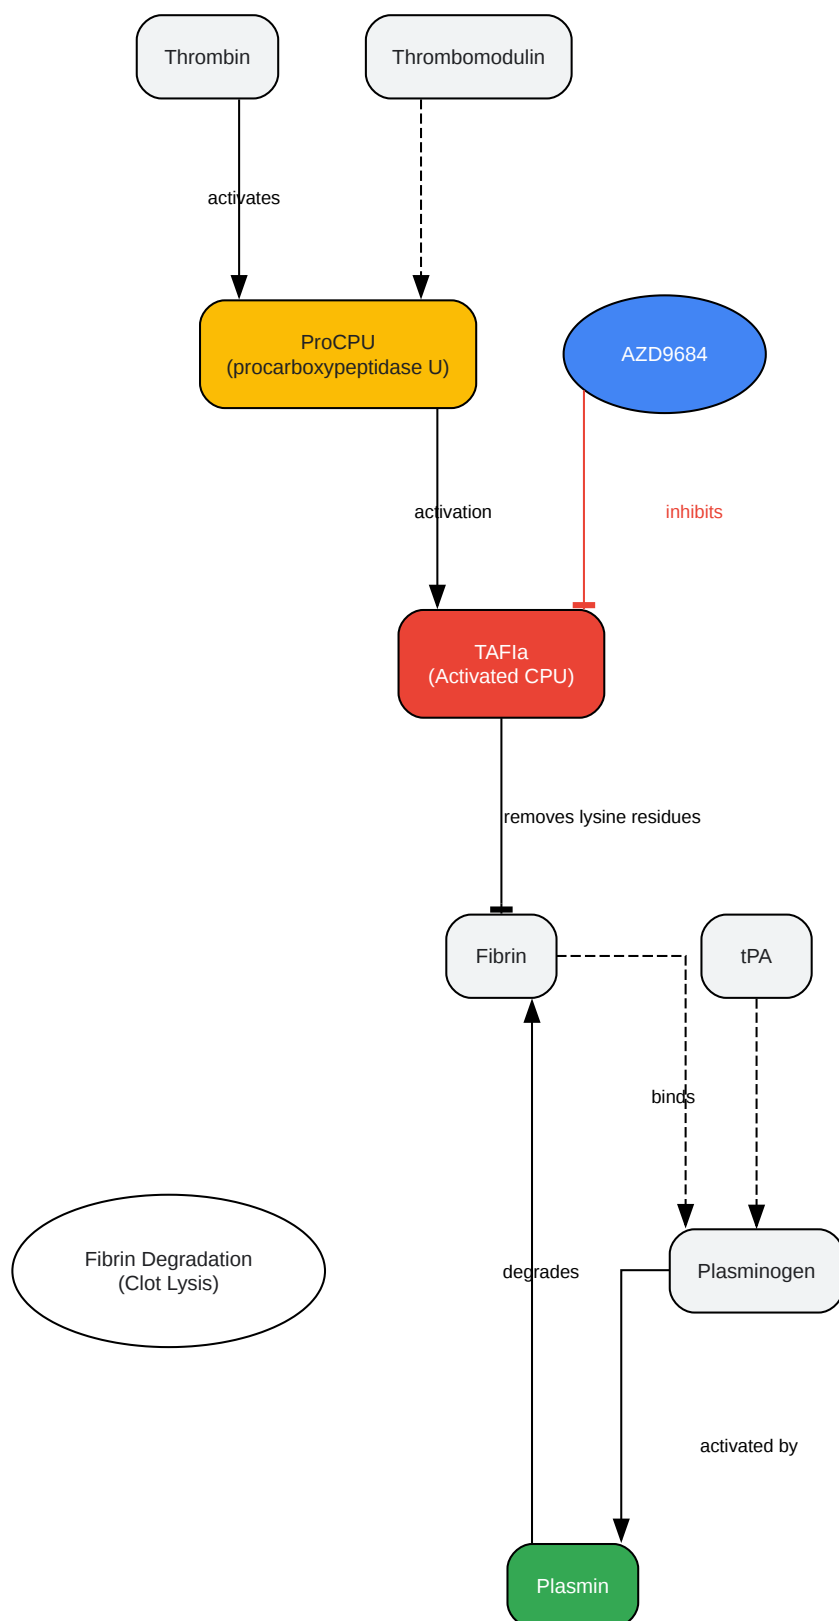 Thrombin
Thrombomodulin
activates
ProCPU
(procarboxypeptidase U)
AZD9684
activation
inhibits
TAFIa
(Activated CPU)
removes lysine residues
Fibrin
tPA
binds
Fibrin Degradation
(Clot Lysis)
degrades
Plasminogen
activated by
Plasmin